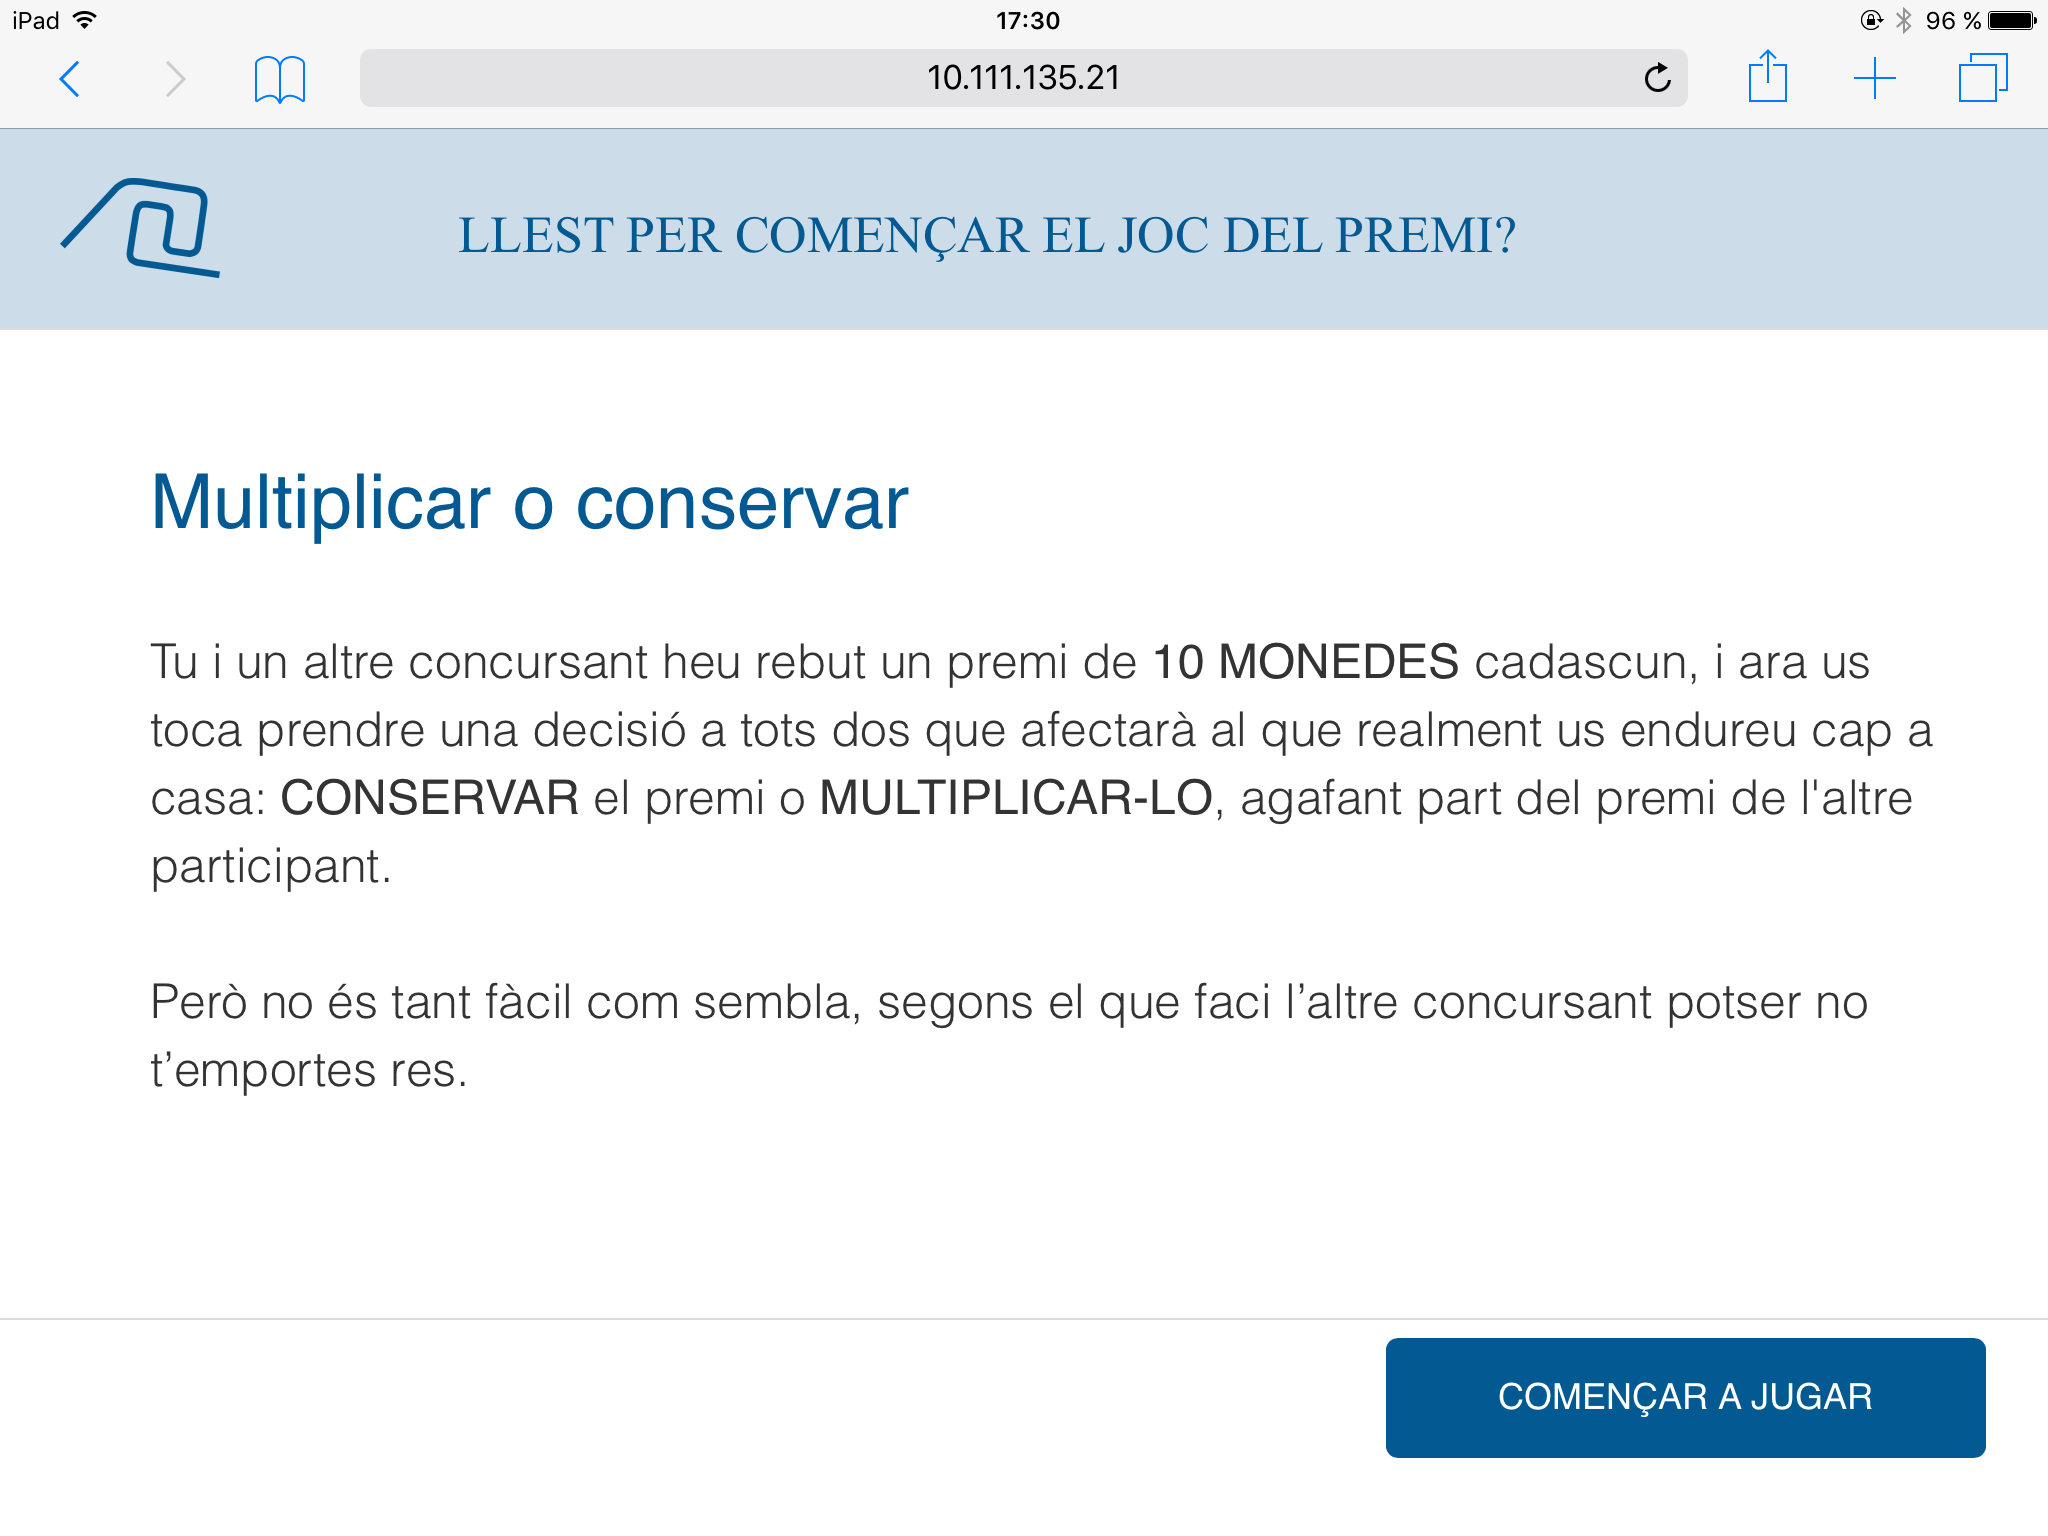 iPad
17:30
96 %
10.111.135.21
LLEST PER COMENÇAR EL JOC DEL PREMI?
Multiplicar o conservar
Tu i un altre concursant heu rebut un premi de 10 MONEDES cadascun, i ara us
toca prendre una decisió a tots dos que afectarà al que realment us endureu cap a
casa: CONSERVAR el premi o MULTIPLICAR-LO, agafant part del premi de l'altre
participant.
Però no és tant fàcil com sembla, segons el que faci l’altre concursant potser no
t’emportes res.
COMENÇAR A JUGAR